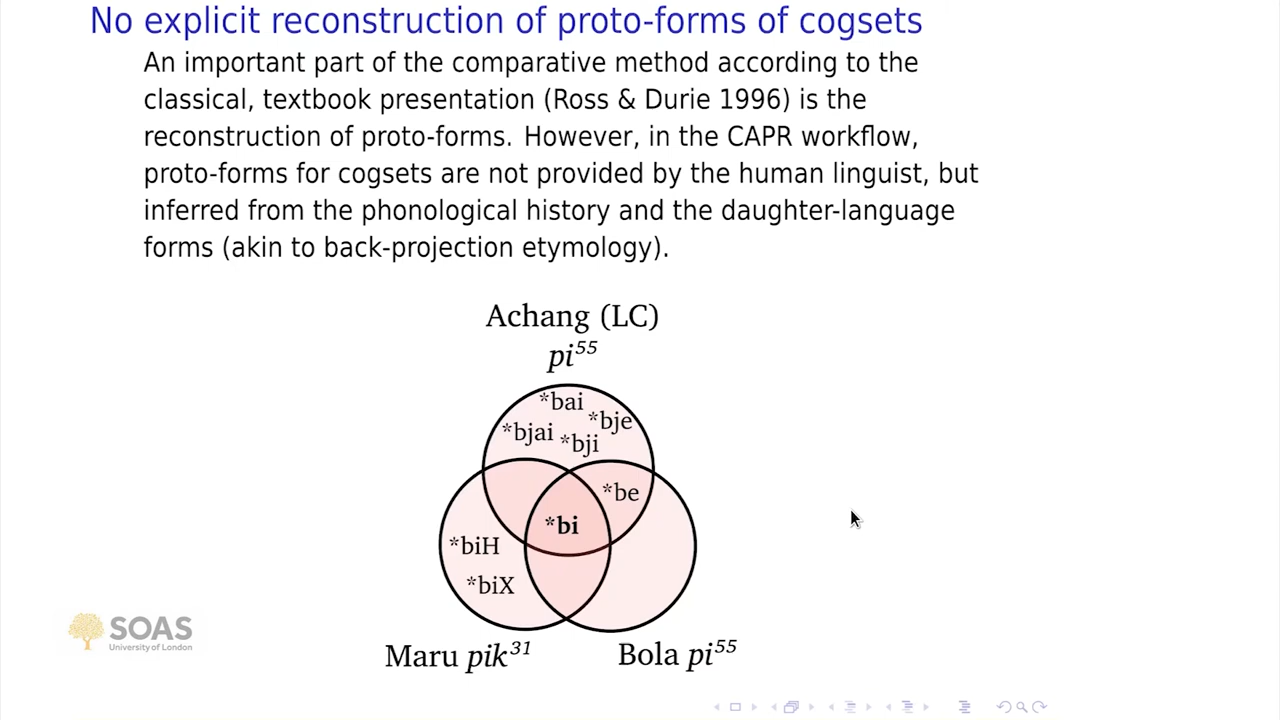 No explicit reconstruction of proto-forms of cogsets
An important part of the comparative method according to the
classical, textbook presentation (Ross & Durie 1996) is the
reconstruction of proto-forms. However, in the CAPR workflow,
proto-forms for cogsets are not provided by the human linguist, but
inferred from the phonological history and the daughter-language
forms (akin to back-projection etymology).
Achang (LC)
pi⁵⁵
*bai
*bje
*bjai
*bji
*be
*bi
*biH
*biX
SOAS
University of London
Maru pik³¹
Bola pi⁵⁵